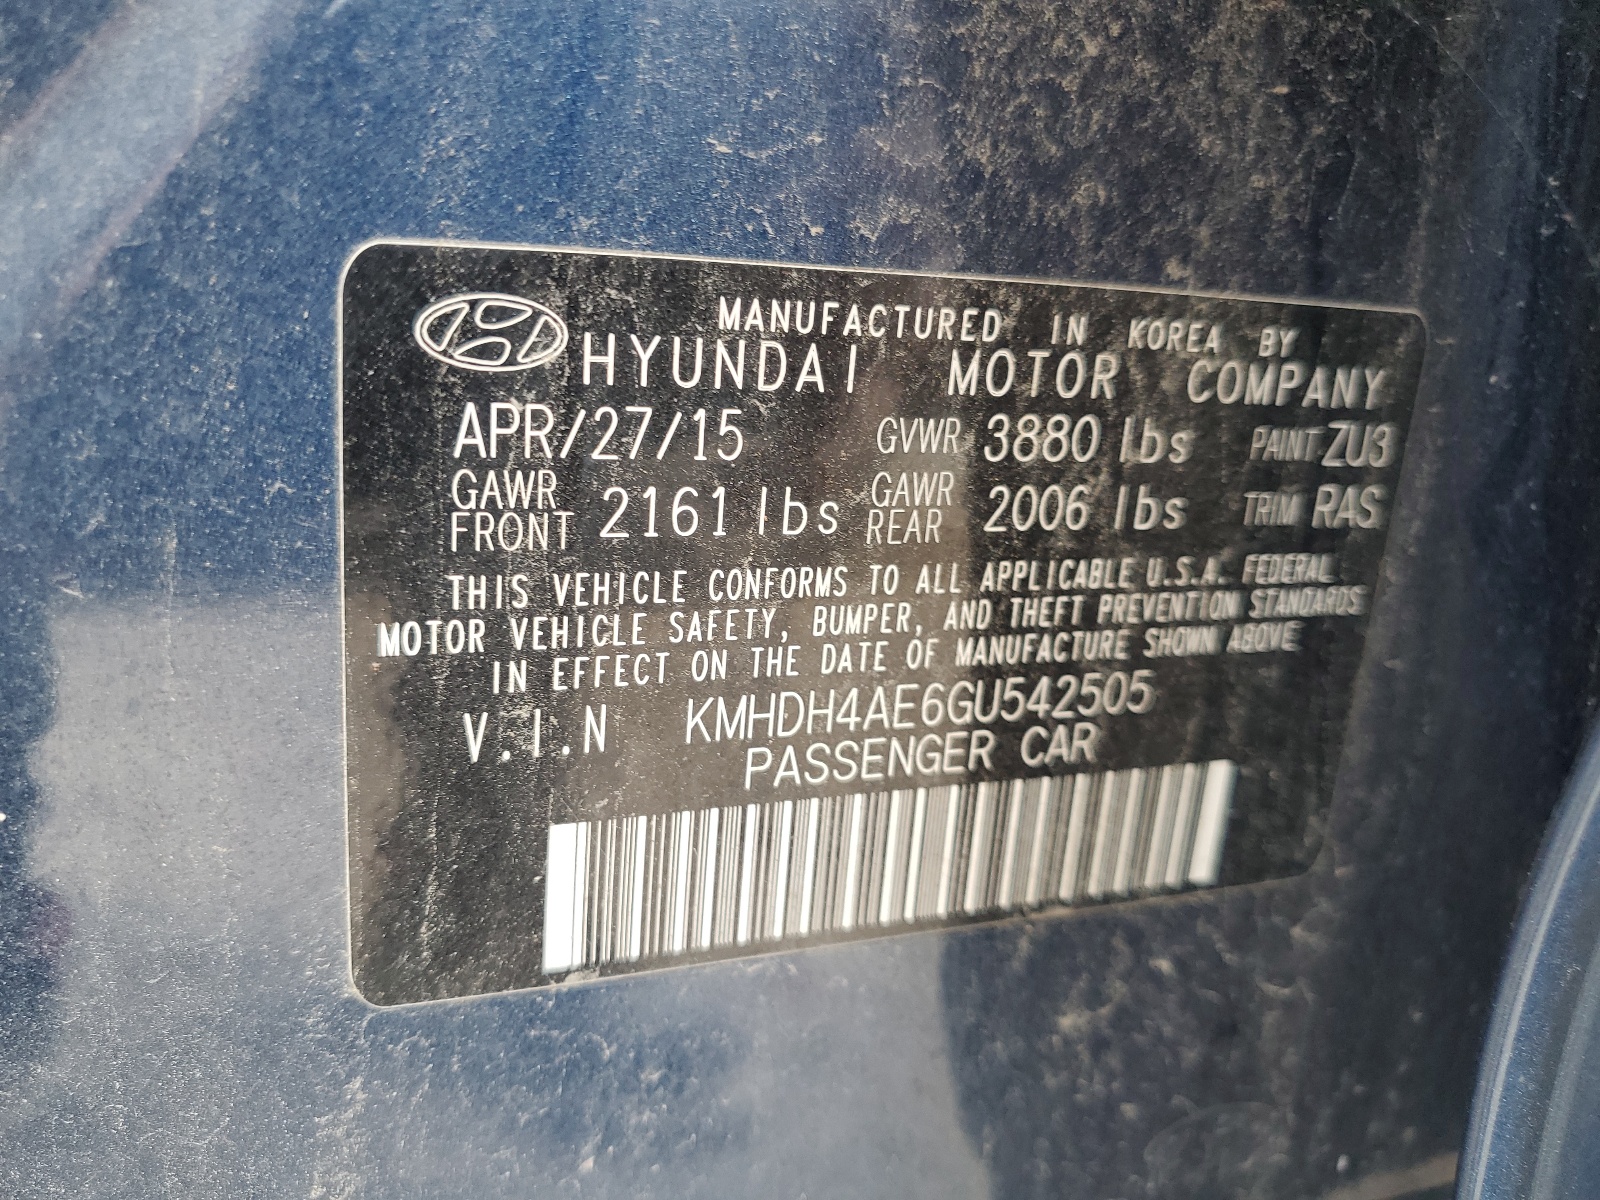 MANUFACTURED IN KOREA BY
HYUNDAI MOTOR COMPANY
APR/27/15 GVWR 3880 lbs PAINT ZU3
GAWR FRONT 2161 lbs GAWR REAR 2006 lbs TRIM RAS
THIS VEHICLE CONFORMS TO ALL APPLICABLE U.S.A. FEDERAL
MOTOR VEHICLE SAFETY, BUMPER, AND THEFT PREVENTION STANDARDS
IN EFFECT ON THE DATE OF MANUFACTURE SHOWN ABOVE
V.I.N KMHDH4AE6GU542505
PASSENGER CAR